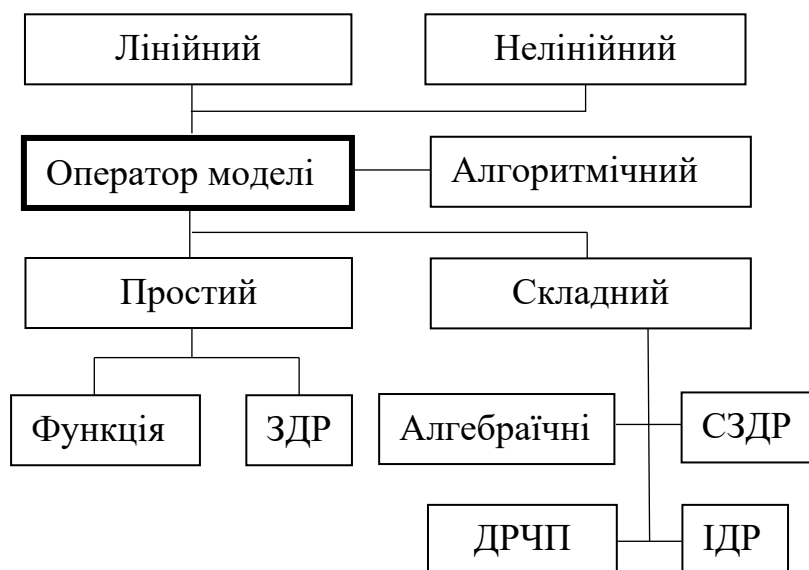 Лінійний
Нелінійний
Оператор моделі
Алгоритмічний
Простий
Складний
Функція
ЗДР
Алгебраїчні
СЗДР
ДРЧП
ІДР